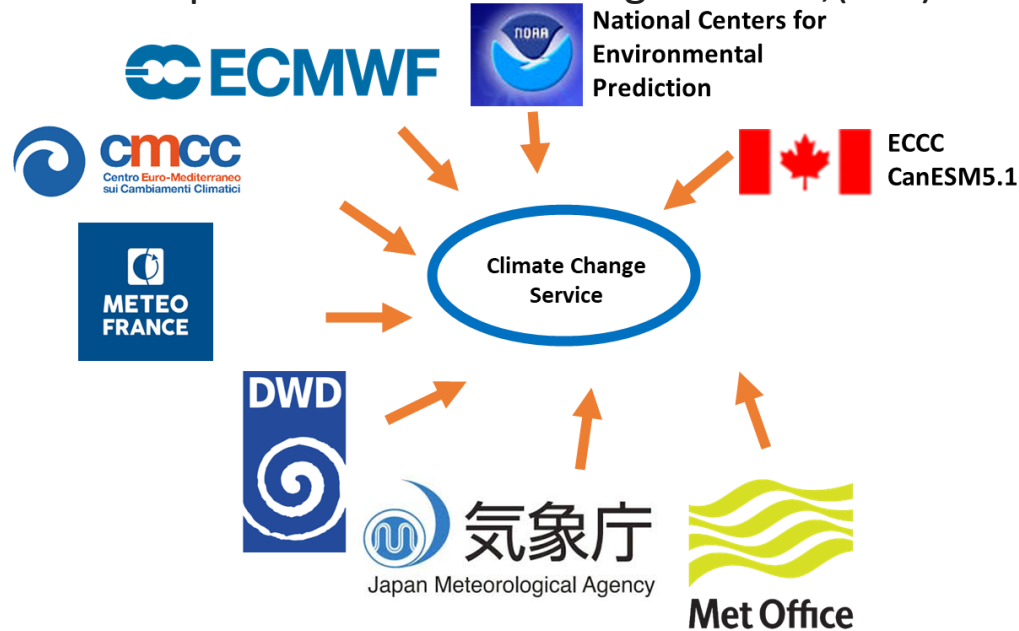 National Centers for
Environmental
Prediction
NOAA
ECMWF
cmcc
Centro Euro-Mediterraneo
sui Cambiamenti Climatici
ECCC
CanESM5.1
METEO
FRANCE
Climate Change
Service
DWD
気象庁
Japan Meteorological Agency
Met Office